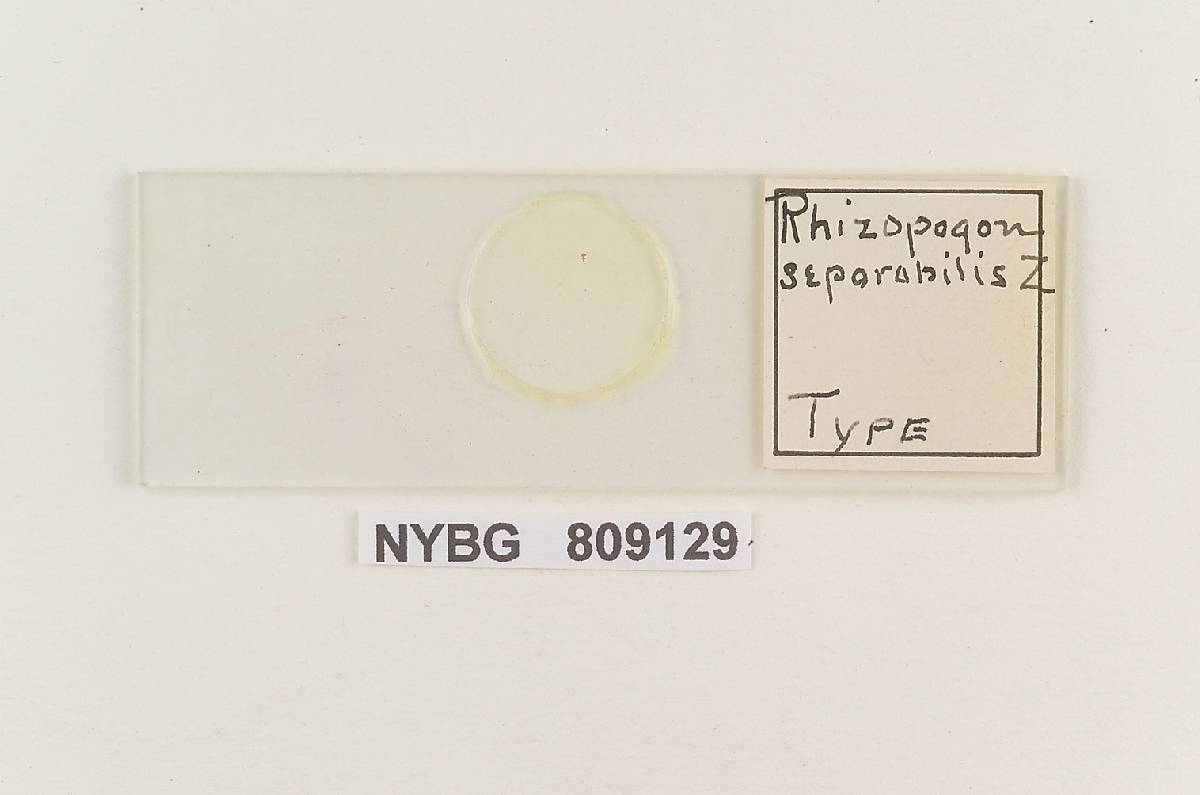 Rhizopogon
separabilis Z
TYPE
NYBG 809129